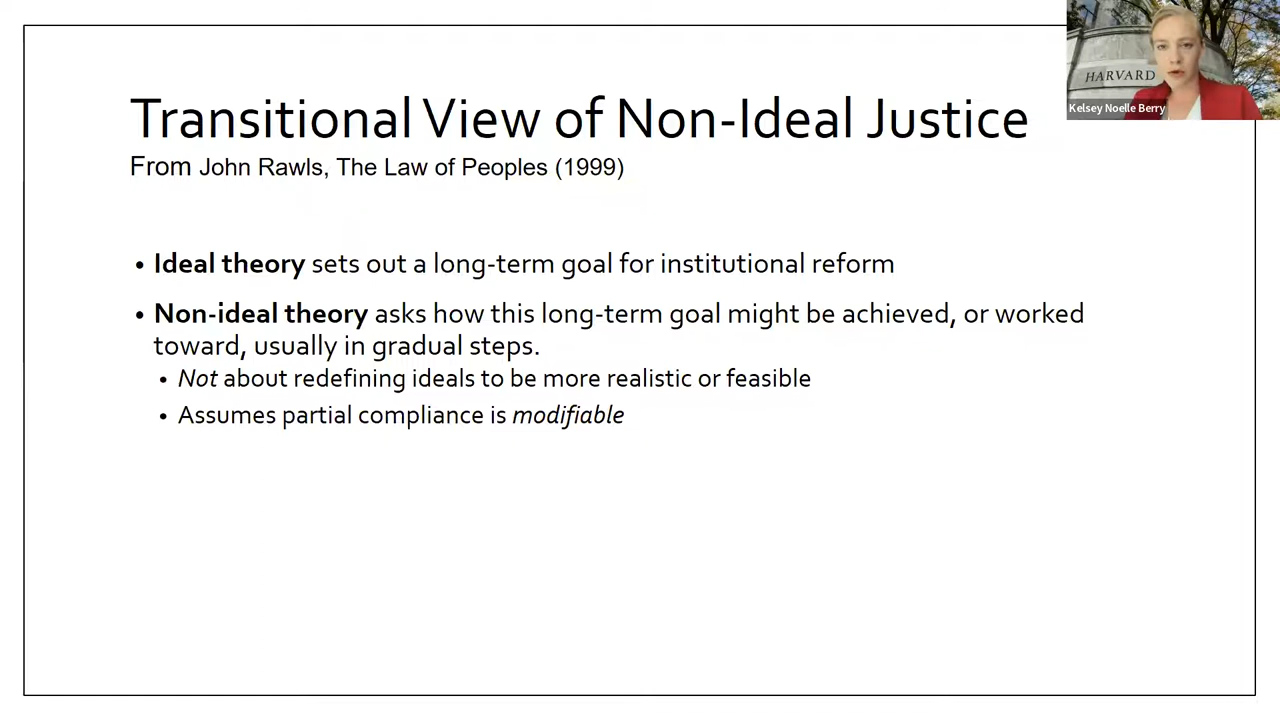 Transitional View of Non-Ideal Justice
From John Rawls, The Law of Peoples (1999)
• Ideal theory sets out a long-term goal for institutional reform
• Non-ideal theory asks how this long-term goal might be achieved, or worked
toward, usually in gradual steps.
• Not about redefining ideals to be more realistic or feasible
• Assumes partial compliance is modifiable
HARVARD
Kelsey Noelle Berry